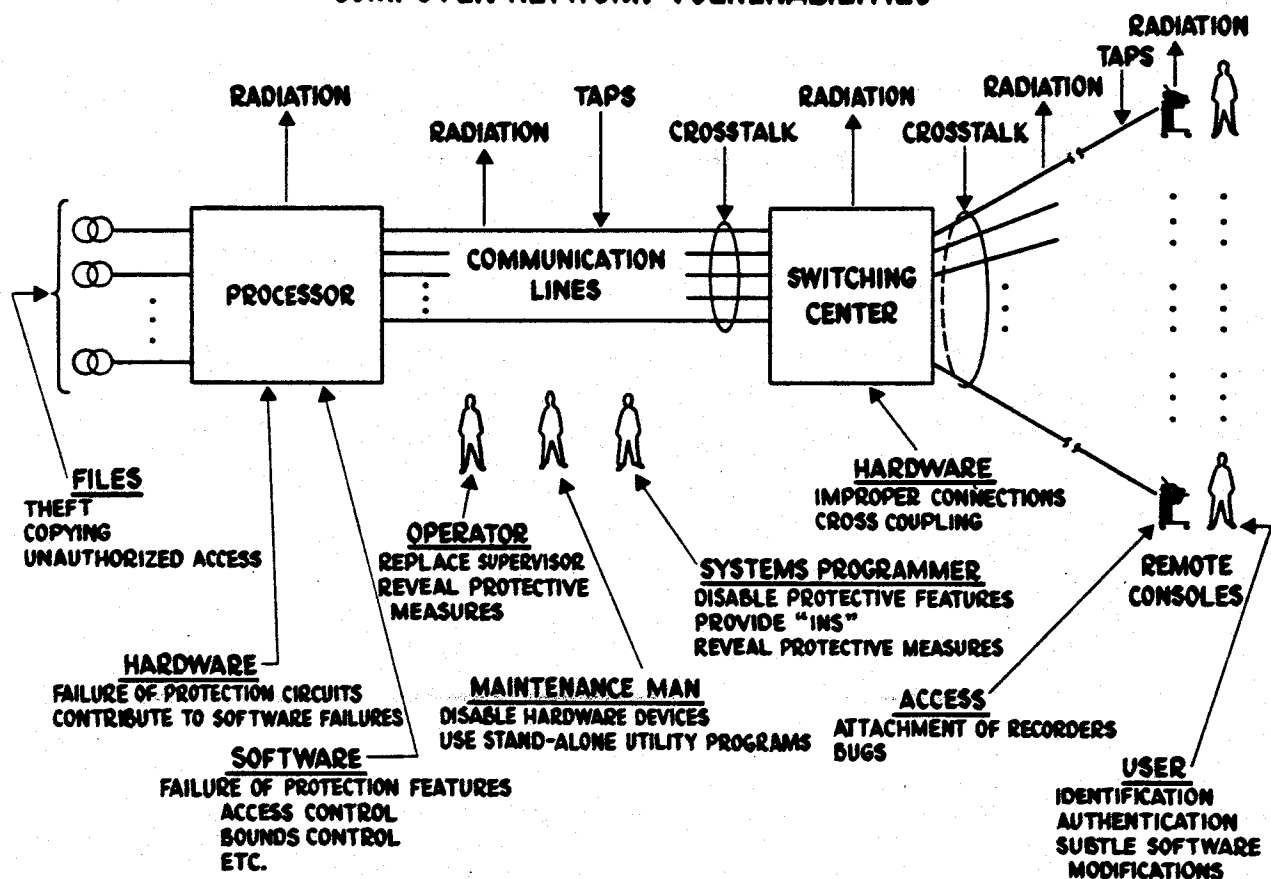 COMPUTER NETWORK VULNERABILITIES
RADIATION
TAPS
RADIATION
RADIATION
TAPS
RADIATION
RADIATION
CROSSTALK
CROSSTALK
PROCESSOR
COMMUNICATION
LINES
SWITCHING
CENTER
FILES
THEFT
COPYING
UNAUTHORIZED ACCESS
OPERATOR
REPLACE SUPERVISOR
REVEAL PROTECTIVE
MEASURES
HARDWARE
IMPROPER CONNECTIONS
CROSS COUPLING
SYSTEMS PROGRAMMER
DISABLE PROTECTIVE FEATURES
PROVIDE "INS"
REVEAL PROTECTIVE MEASURES
REMOTE
CONSOLES
HARDWARE
FAILURE OF PROTECTION CIRCUITS
CONTRIBUTE TO SOFTWARE FAILURES
MAINTENANCE MAN
DISABLE HARDWARE DEVICES
USE STAND-ALONE UTILITY PROGRAMS
ACCESS
ATTACHMENT OF RECORDERS
BUGS
SOFTWARE
FAILURE OF PROTECTION FEATURES
ACCESS CONTROL
BOUNDS CONTROL
ETC.
USER
IDENTIFICATION
AUTHENTICATION
SUBTLE SOFTWARE
MODIFICATIONS